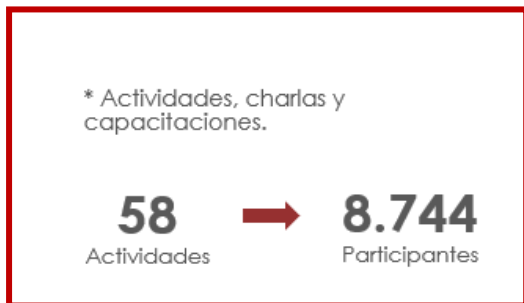 * Actividades, charlas y
capacitaciones.
58
Actividades
8.744
Participantes